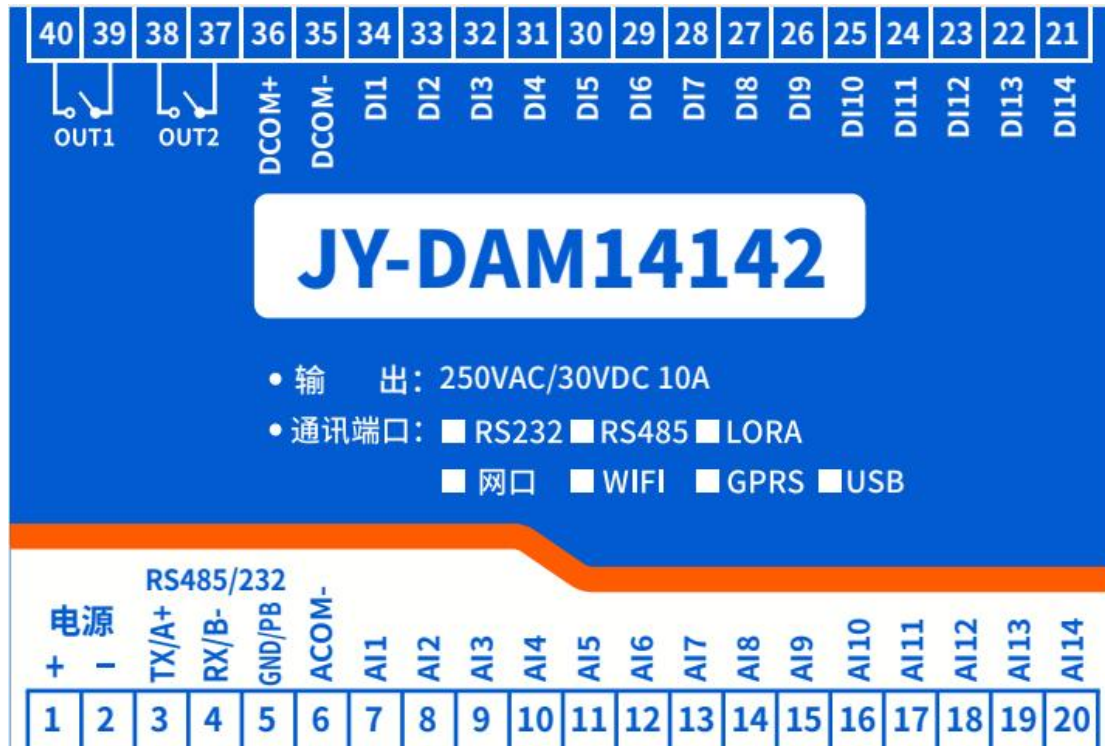 40 39 38 37 36 35 34 33 32 31 30 29 28 27 26 25 24 23 22 21
OUT1 OUT2 DCOM+ DCOM- DI1 DI2 DI3 DI4 DI5 DI6 DI7 DI8 DI9 DI10 DI11 DI12 DI13 DI14
JY-DAM14142
• 输 出：250VAC/30VDC 10A
• 通讯端口：■ RS232 ■ RS485 ■ LORA
■ 网口 ■ WIFI ■ GPRS ■ USB
RS485/232
电源
+ − TX/A+ RX/B- GND/PB ACOM- AI1 AI2 AI3 AI4 AI5 AI6 AI7 AI8 AI9 AI10 AI11 AI12 AI13 AI14
1 2 3 4 5 6 7 8 9 10 11 12 13 14 15 16 17 18 19 20